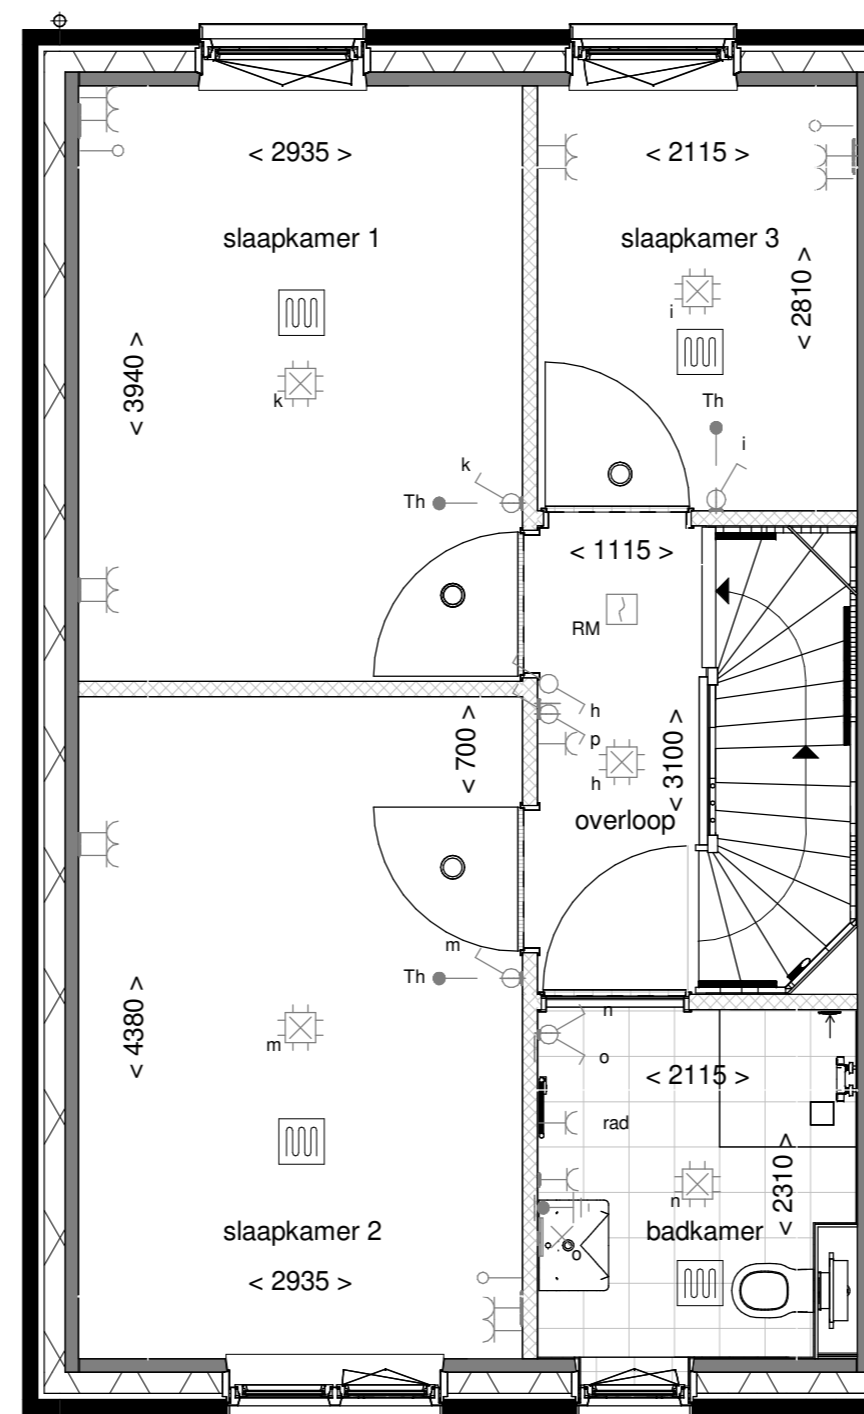 < 2935 >
< 2115 >
slaapkamer 1
slaapkamer 3
< 2810 >
i
< 3940 >
k
Th
i
k
Th
< 1115 >
RM
h
< 700 >
p
< 3100 >
h
overloop
m
Th
n
< 4380 >
m
o
< 2115 >
rad
< 2310 >
n
slaapkamer 2
badkamer
o
< 2935 >